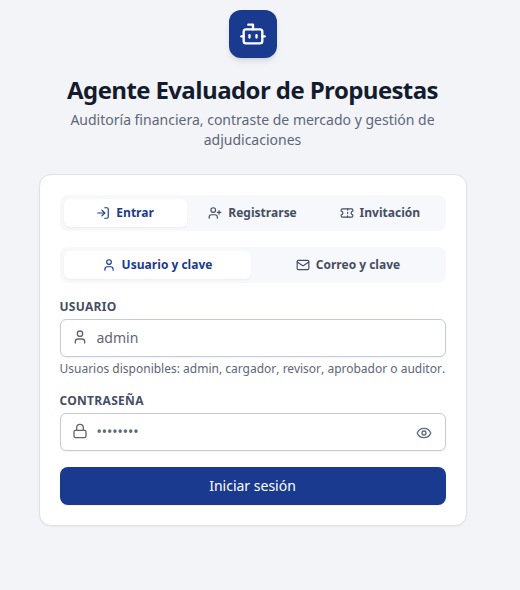 Agente Evaluador de Propuestas
Auditoría financiera, contraste de mercado y gestión de
adjudicaciones
Entrar
Registrarse
Invitación
Usuario y clave
Correo y clave
USUARIO
admin
Usuarios disponibles: admin, cargador, revisor, aprobador o auditor.
CONTRASEÑA
••••••••
Iniciar sesión